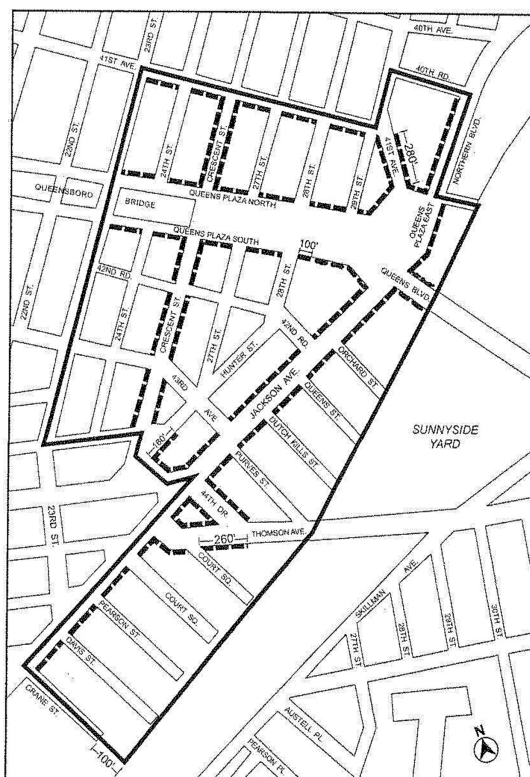 40TH AVE.
23RD ST.
41ST AVE.
40TH RD.
NORTHERN BLVD.
22ND ST.
24TH ST.
CRESCENT ST.
27TH ST.
28TH ST.
29TH ST.
41ST AVE.
280'
QUEENSBORO
BRIDGE
QUEENS PLAZA NORTH
QUEENS PLAZA EAST
QUEENS PLAZA SOUTH
100'
42ND RD.
28TH ST.
QUEENS BLVD.
22ND ST.
24TH ST.
CRESCENT ST.
27TH ST.
HUNTER ST.
42ND RD.
ORCHARD ST.
43RD AVE
JACKSON AVE.
QUEENS ST.
DUTCH KILLS ST.
SUNNYSIDE
YARD
160'
PURVES ST.
23RD ST.
44TH DR.
THOMSON AVE.
260'
COURT SQ.
COURT SQ.
SKILLMAN AVE
PEARSON ST.
DAVIS ST.
CRANE ST.
27TH ST
28TH ST.
29TH ST.
30TH ST.
AUSTELL PL.
PEARSON PL.
100'
N